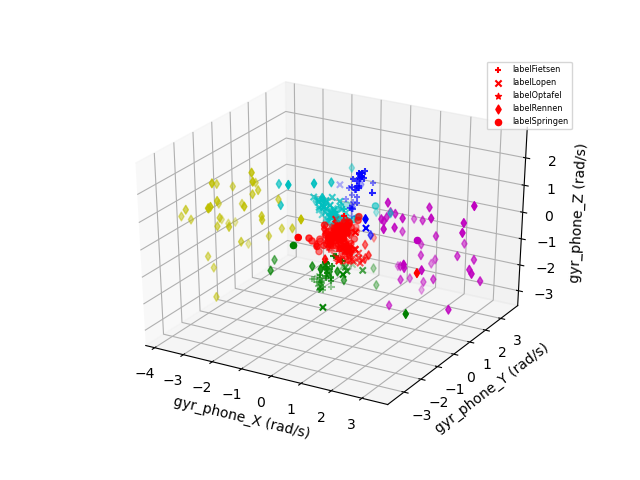 labelFietsen
labelLopen
labelOptafel
labelRennen
labelSpringen
2
1
0
−1
−2
−3
gyr_phone_Z (rad/s)
−4
−3
−2
−1
0
1
2
3
gyr_phone_X (rad/s)
−3
−2
−1
0
1
2
3
gyr_phone_Y (rad/s)